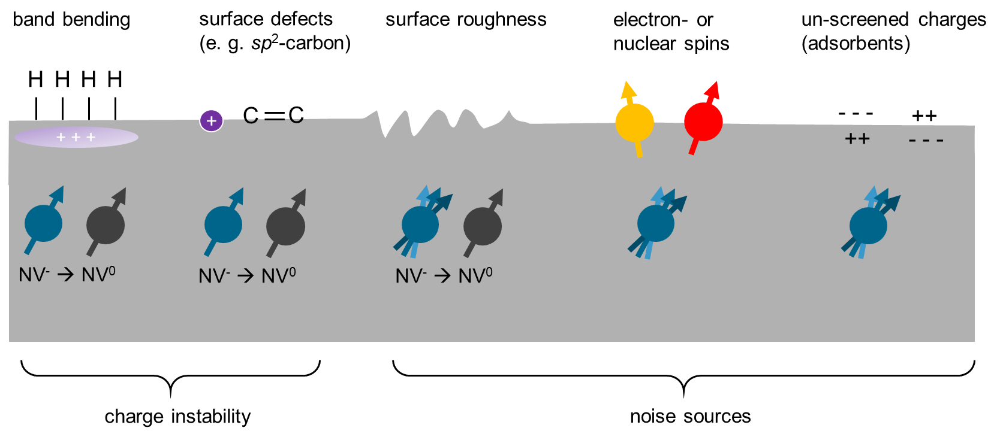 band bending
surface defects
(e. g. sp²-carbon)
surface roughness
electron- or
nuclear spins
un-screened charges
(adsorbents)
H H H H
+ + +
+
C=C
- - - ++
++ - - -
NV⁻ → NV⁰
NV⁻ → NV⁰
NV⁻ → NV⁰
charge instability
noise sources